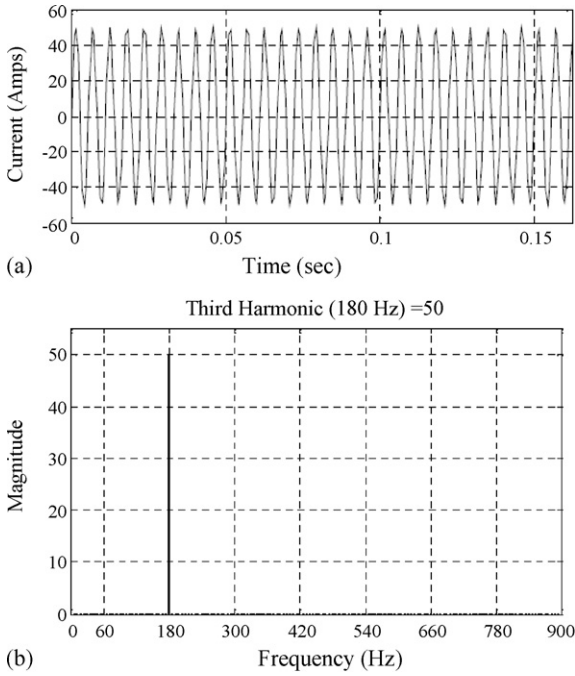 60
40
20
0
-20
-40
-60
Current (Amps)
0 0.05 0.1 0.15
(a)
Time (sec)
Third Harmonic (180 Hz) =50
50
40
30
20
10
0
Magnitude
0 60 180 300 420 540 660 780 900
(b)
Frequency (Hz)